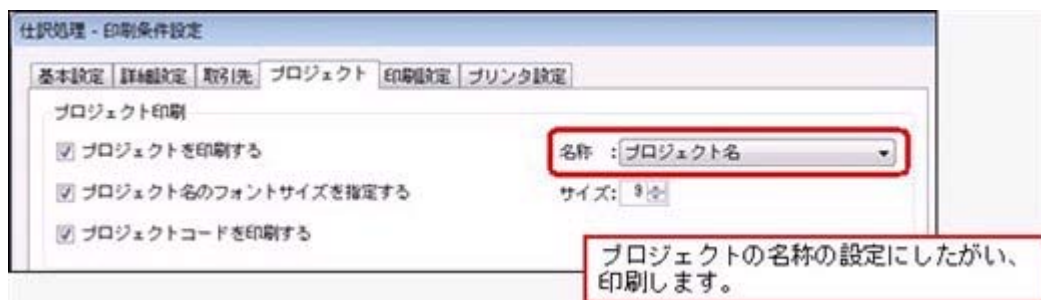 仕訳処理 - 印刷条件設定
基本設定 詳細設定 取引先 プロジェクト 印刷設定 プリンタ設定
プロジェクト印刷
プロジェクトを印刷する 名称 : プロジェクト名
プロジェクト名のフォントサイズを指定する サイズ: 9
プロジェクトコードを印刷する
プロジェクトの名称の設定にしたがい、
印刷します。